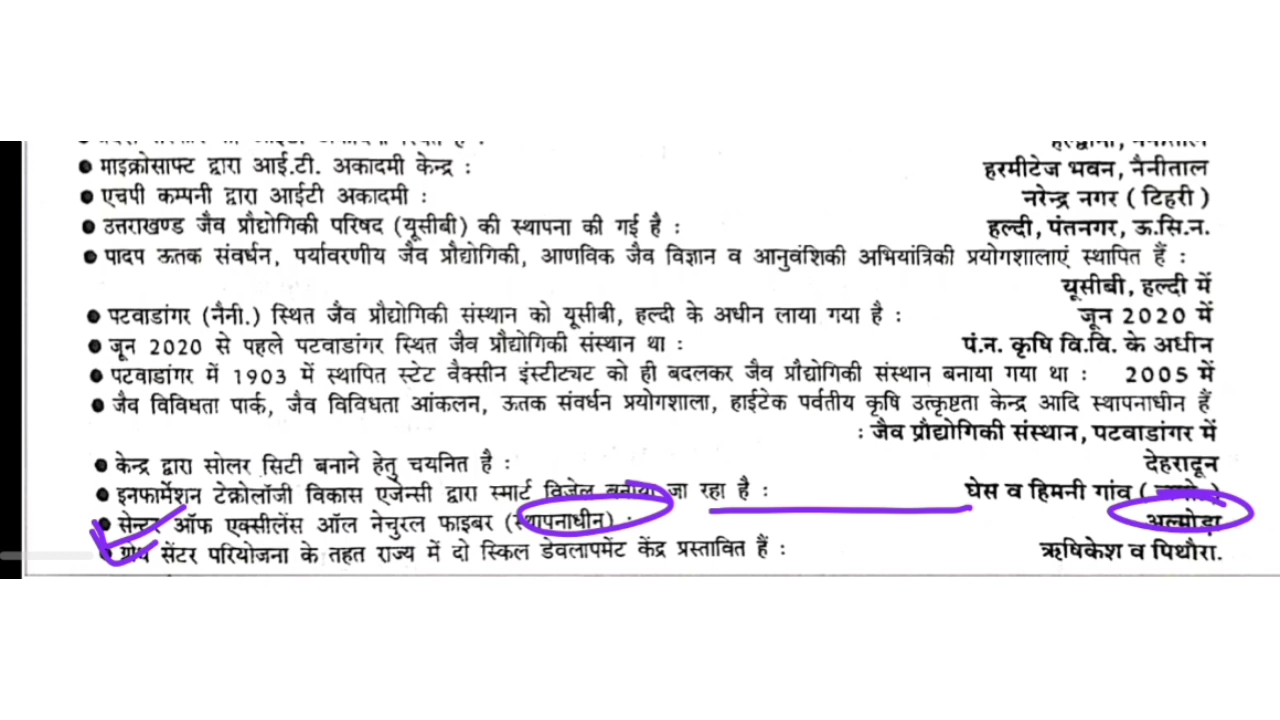 ● माइक्रोसाफ्ट द्वारा आई.टी. अकादमी केन्द्र : हरमीटेज भवन, नैनीताल
● एचपी कम्पनी द्वारा आईटी अकादमी : नरेन्द्र नगर ( टिहरी )
● उत्तराखण्ड जैव प्रौद्योगिकी परिषद (यूसीबी) की स्थापना की गई है : हल्दी, पंतनगर, ऊ.सि.न.
● पादप ऊतक संवर्धन, पर्यावरणीय जैव प्रौद्योगिकी, आणविक जैव विज्ञान व आनुवंशिकी अभियांत्रिकी प्रयोगशालाएं स्थापित हैं :
यूसीबी, हल्दी में
● पटवाडांगर (नैनी.) स्थित जैव प्रौद्योगिकी संस्थान को यूसीबी, हल्दी के अधीन लाया गया है : जून 2020 में
● जून 2020 से पहले पटवाडांगर स्थित जैव प्रौद्योगिकी संस्थान था : पं.न. कृषि वि.वि. के अधीन
● पटवाडांगर में 1903 में स्थापित स्टेट वैक्सीन इंस्टीट्यट को ही बदलकर जैव प्रौद्योगिकी संस्थान बनाया गया था : 2005 में
● जैव विविधता पार्क, जैव विविधता आंकलन, ऊतक संवर्धन प्रयोगशाला, हाईटेक पर्वतीय कृषि उत्कृष्टता केन्द्र आदि स्थापनाधीन हैं
: जैव प्रौद्योगिकी संस्थान, पटवाडांगर में
● केन्द्र द्वारा सोलर सिटी बनाने हेतु चयनित है : देहरादून
● इनफार्मेशन टेक्नोलॉजी विकास एजेन्सी द्वारा स्मार्ट विजेल बनाया जा रहा है : घेस व हिमनी गांव (
● सेन्टर ऑफ एक्सीलेंस ऑल नेचुरल फाइबर (स्थापनाधीन) : अल्मोड़ा
● ग्रोथ सेंटर परियोजना के तहत राज्य में दो स्किल डेवलापमेंट केंद्र प्रस्तावित हैं : ऋषिकेश व पिथौरा.